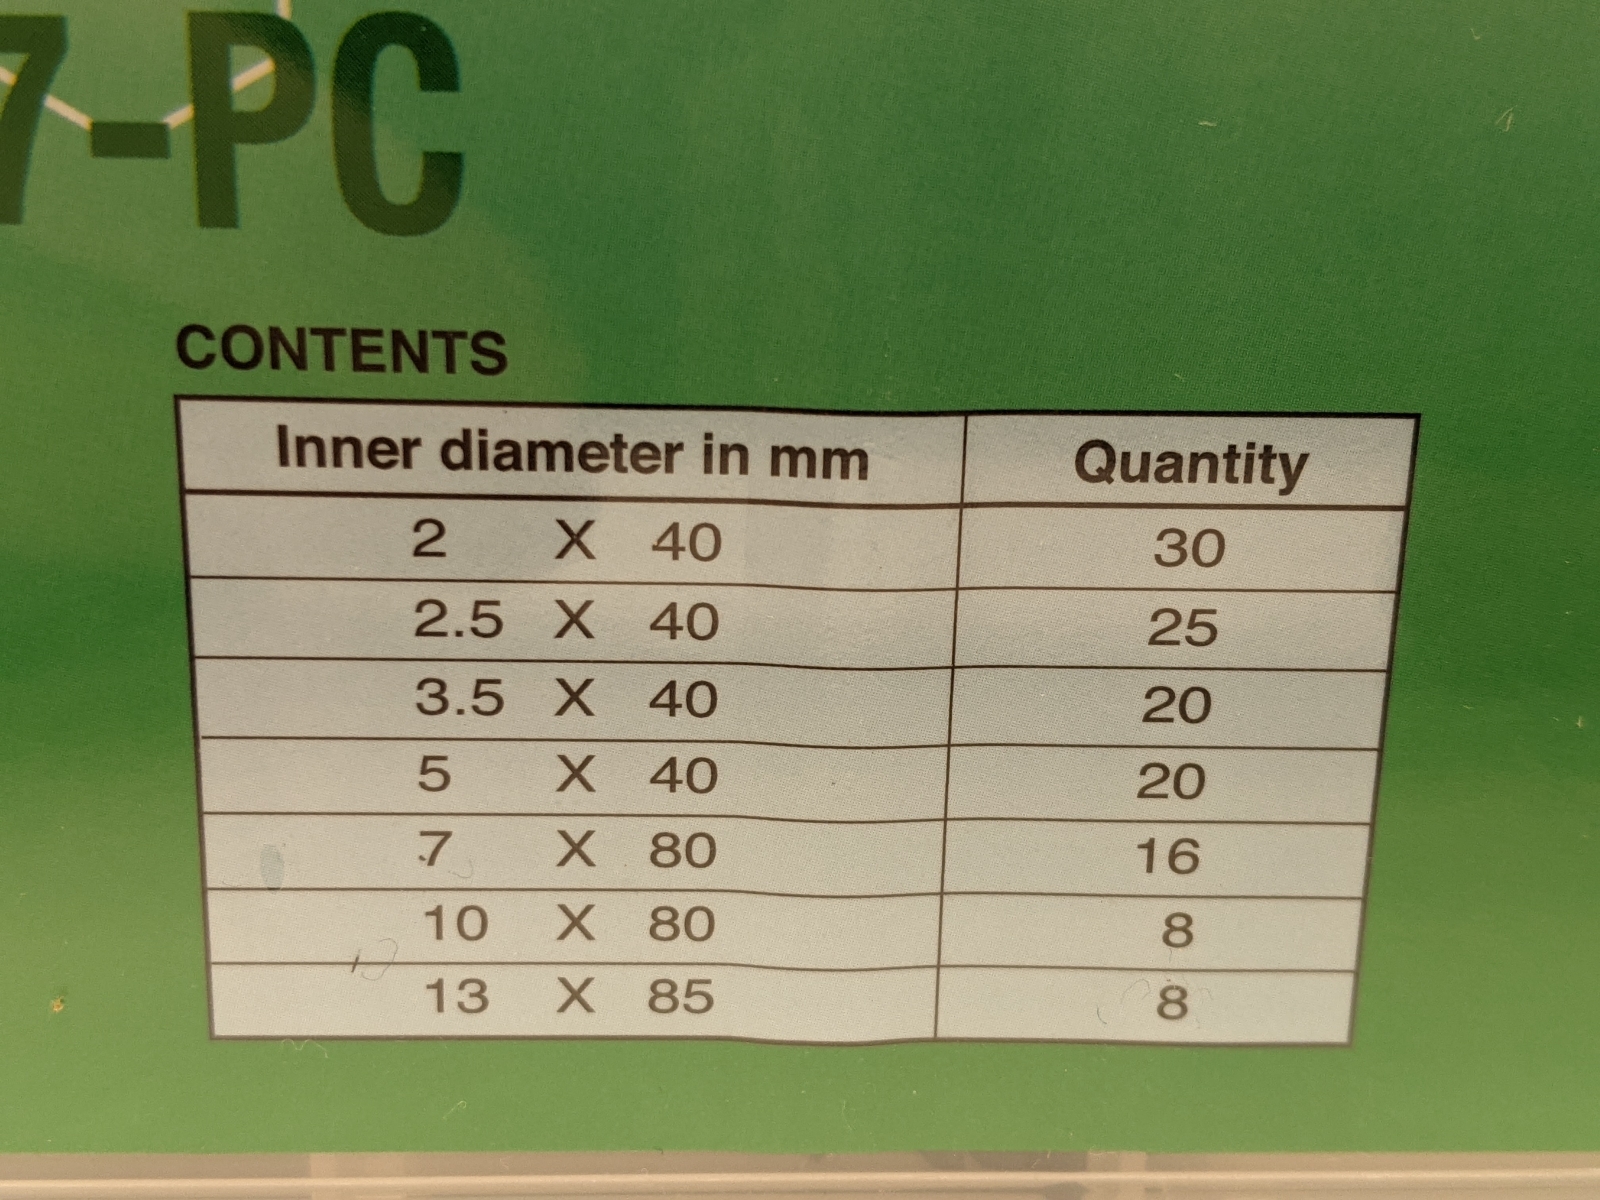 7-PC
CONTENTS
Inner diameter in mm Quantity
2 X 40 30
2.5 X 40 25
3.5 X 40 20
5 X 40 20
7 X 80 16
10 X 80 8
13 X 85 8